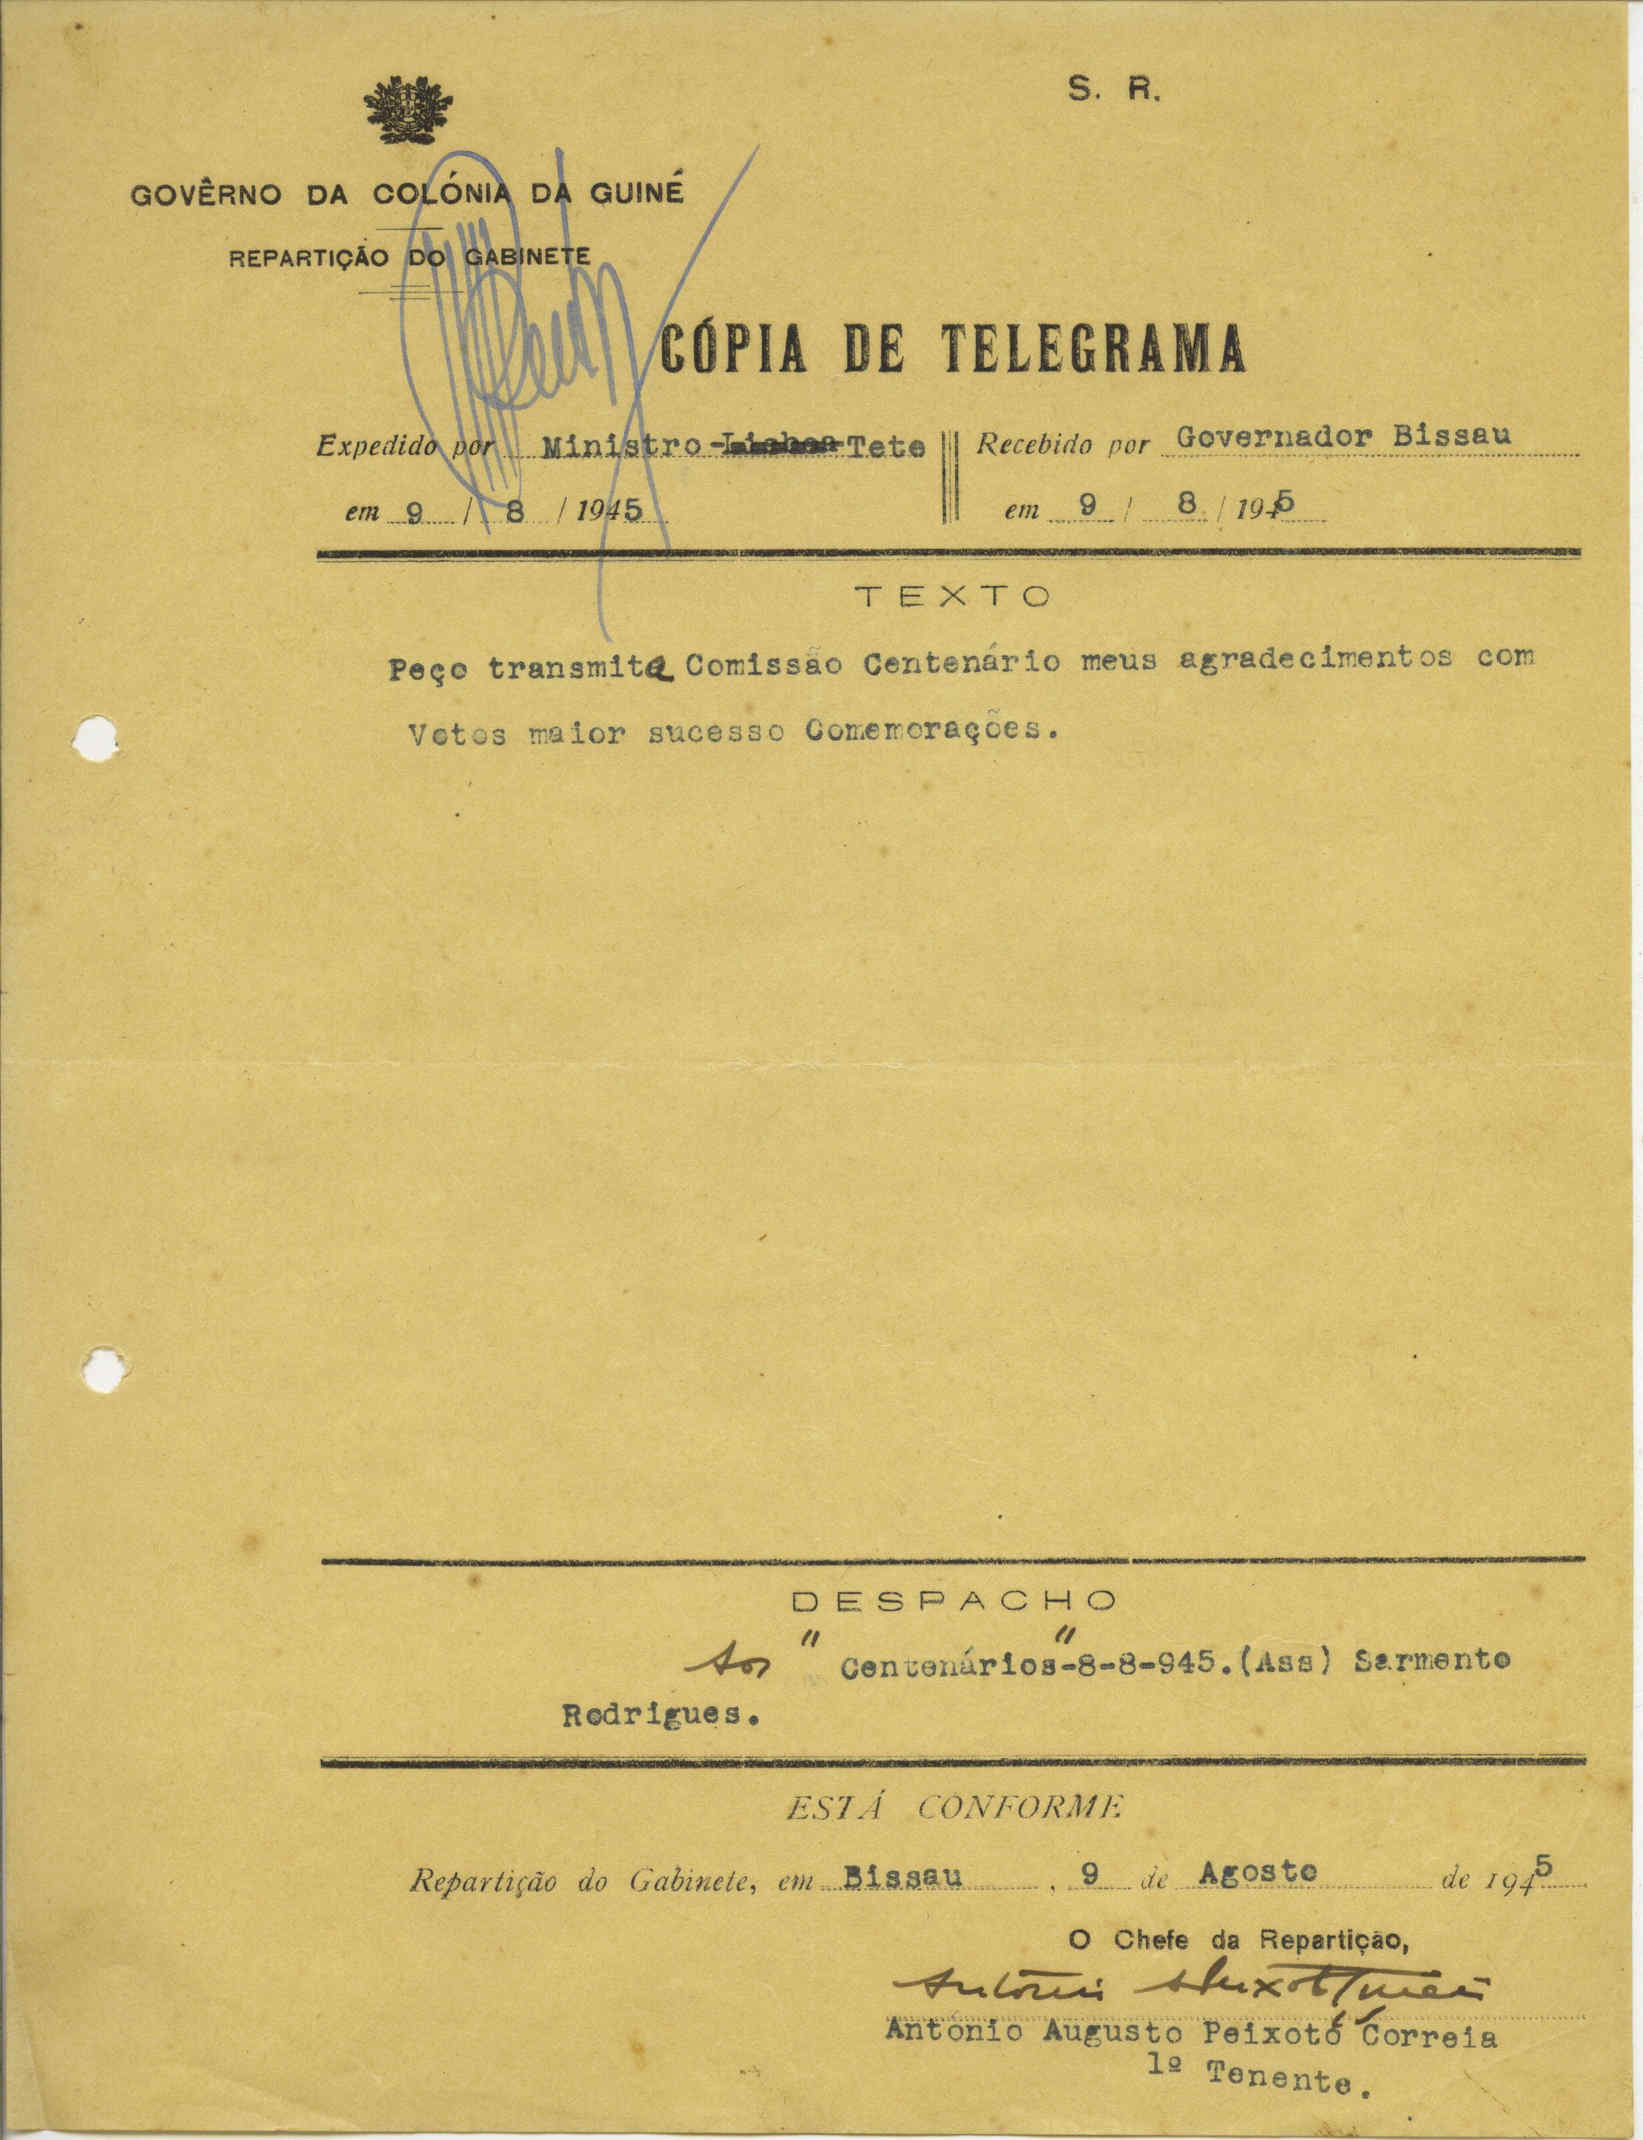 S. R.
GOVÊRNO DA COLÓNIA DA GUINÉ
REPARTIÇÃO DO GABINETE
CÓPIA DE TELEGRAMA
Expedido por Ministro-Lisboa-Tete Recebido por Governador Bissau
em 9 / 8 / 1945 em 9 / 8 / 1945
TEXTO
Peço transmita Comissão Centenário meus agradecimentos com
Votos maior sucesso Comemorações.
DESPACHO
Aos "Centenários"-8-8-945.(Ass) Sarmento
Rodrigues.
ESTÁ CONFORME
Repartição do Gabinete, em Bissau, 9 de Agosto de 1945
O Chefe da Repartição,
António Augusto Peixoto Correia
1º Tenente.